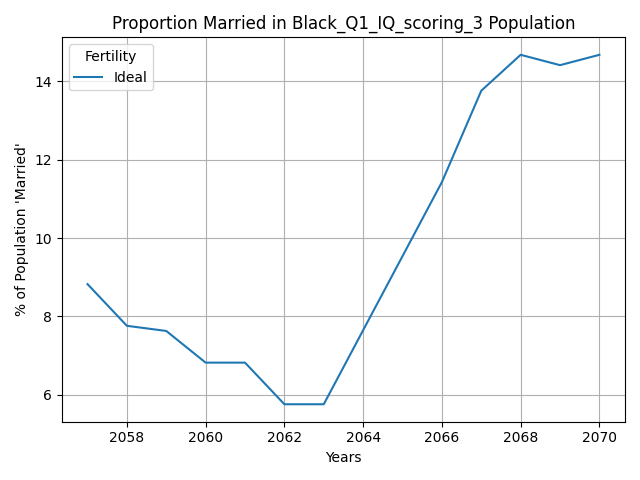 Proportion Married in Black_Q1_IQ_scoring_3 Population
Fertility
Ideal
% of Population 'Married'
14
12
10
8
6
2058 2060 2062 2064 2066 2068 2070
Years